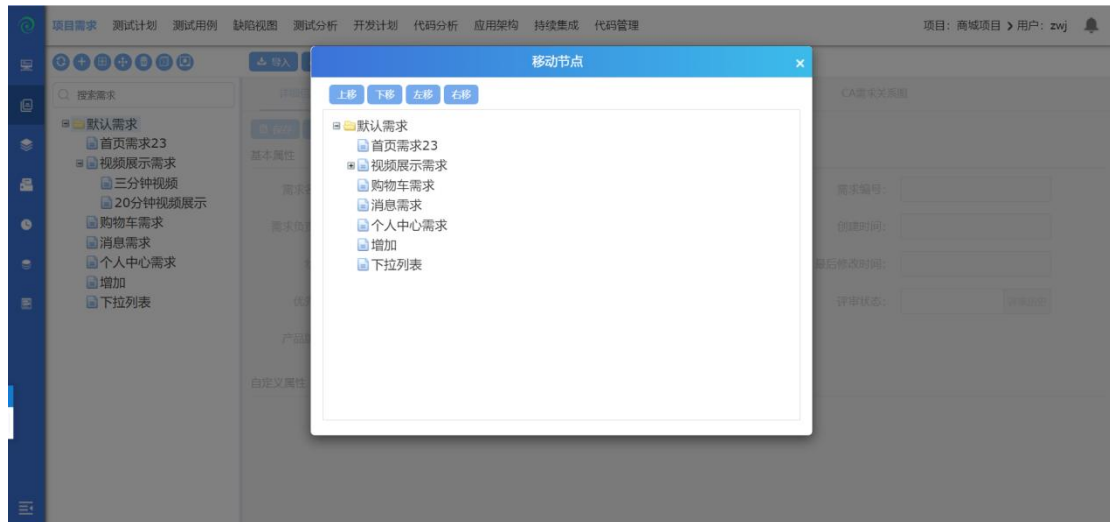 项目需求 测试计划 测试用例 缺陷视图 测试分析 开发计划 代码分析 应用架构 持续集成 代码管理 项目: 商城项目 用户: zwj
导入
移动节点
搜索需求
上移 下移 左移 右移
CA需求关系图
默认需求
首页需求23
视频展示需求
三分钟视频
20分钟视频展示
购物车需求
消息需求
个人中心需求
增加
下拉列表
默认需求
首页需求23
视频展示需求
购物车需求
消息需求
个人中心需求
增加
下拉列表
基本属性
需求编号:
创建时间:
最后修改时间:
评审状态:
自定义属性